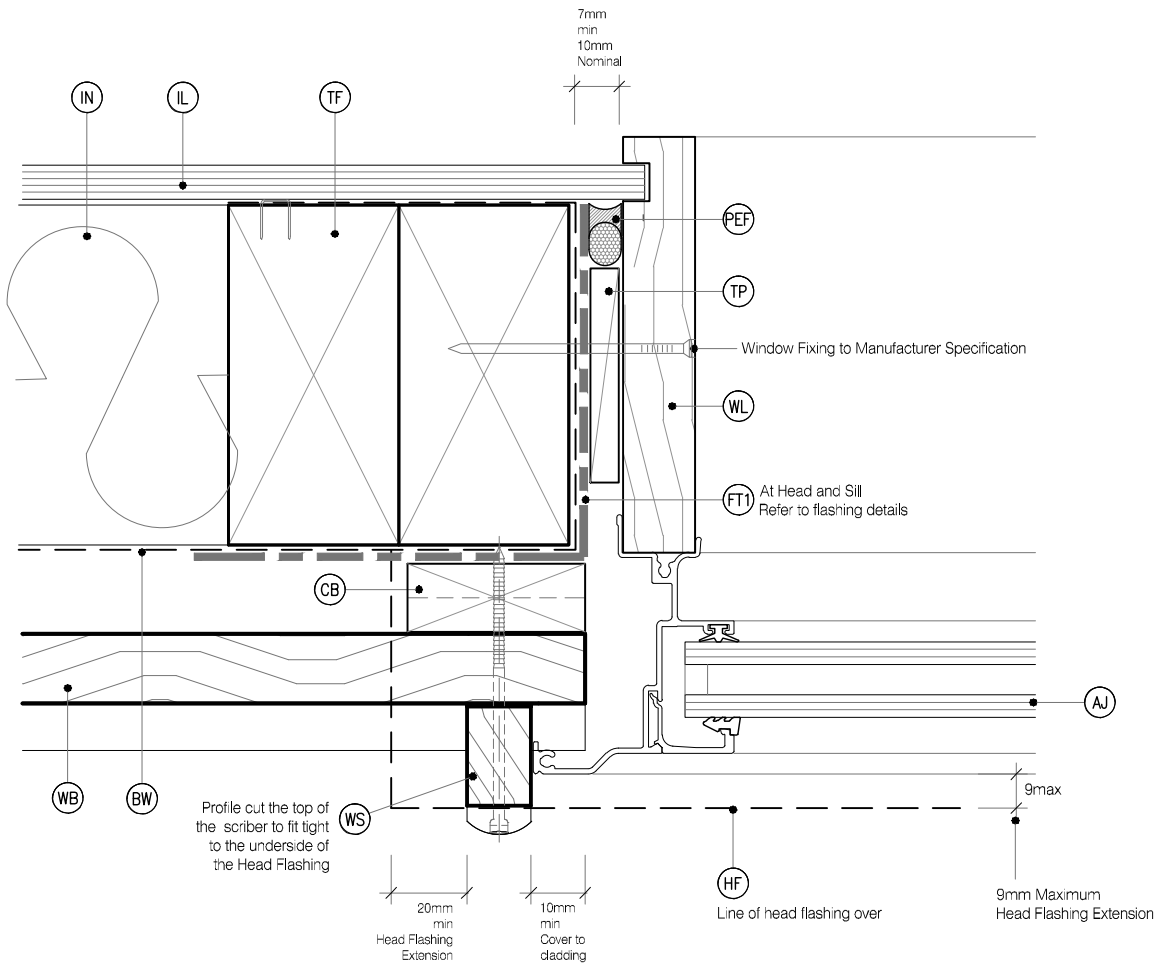 7mm
min
10mm
Nominal
IN
IL
TF
PEF
TP
Window Fixing to Manufacturer Specification
WL
FT1
At Head and Sill
Refer to flashing details
CB
AJ
WB
BW
Profile cut the top of
the scriber to fit tight
to the underside of
the Head Flashing
WS
9max
HF
Line of head flashing over
9mm Maximum
Head Flashing Extension
20mm
min
Head Flashing
Extension
10mm
min
Cover to
cladding